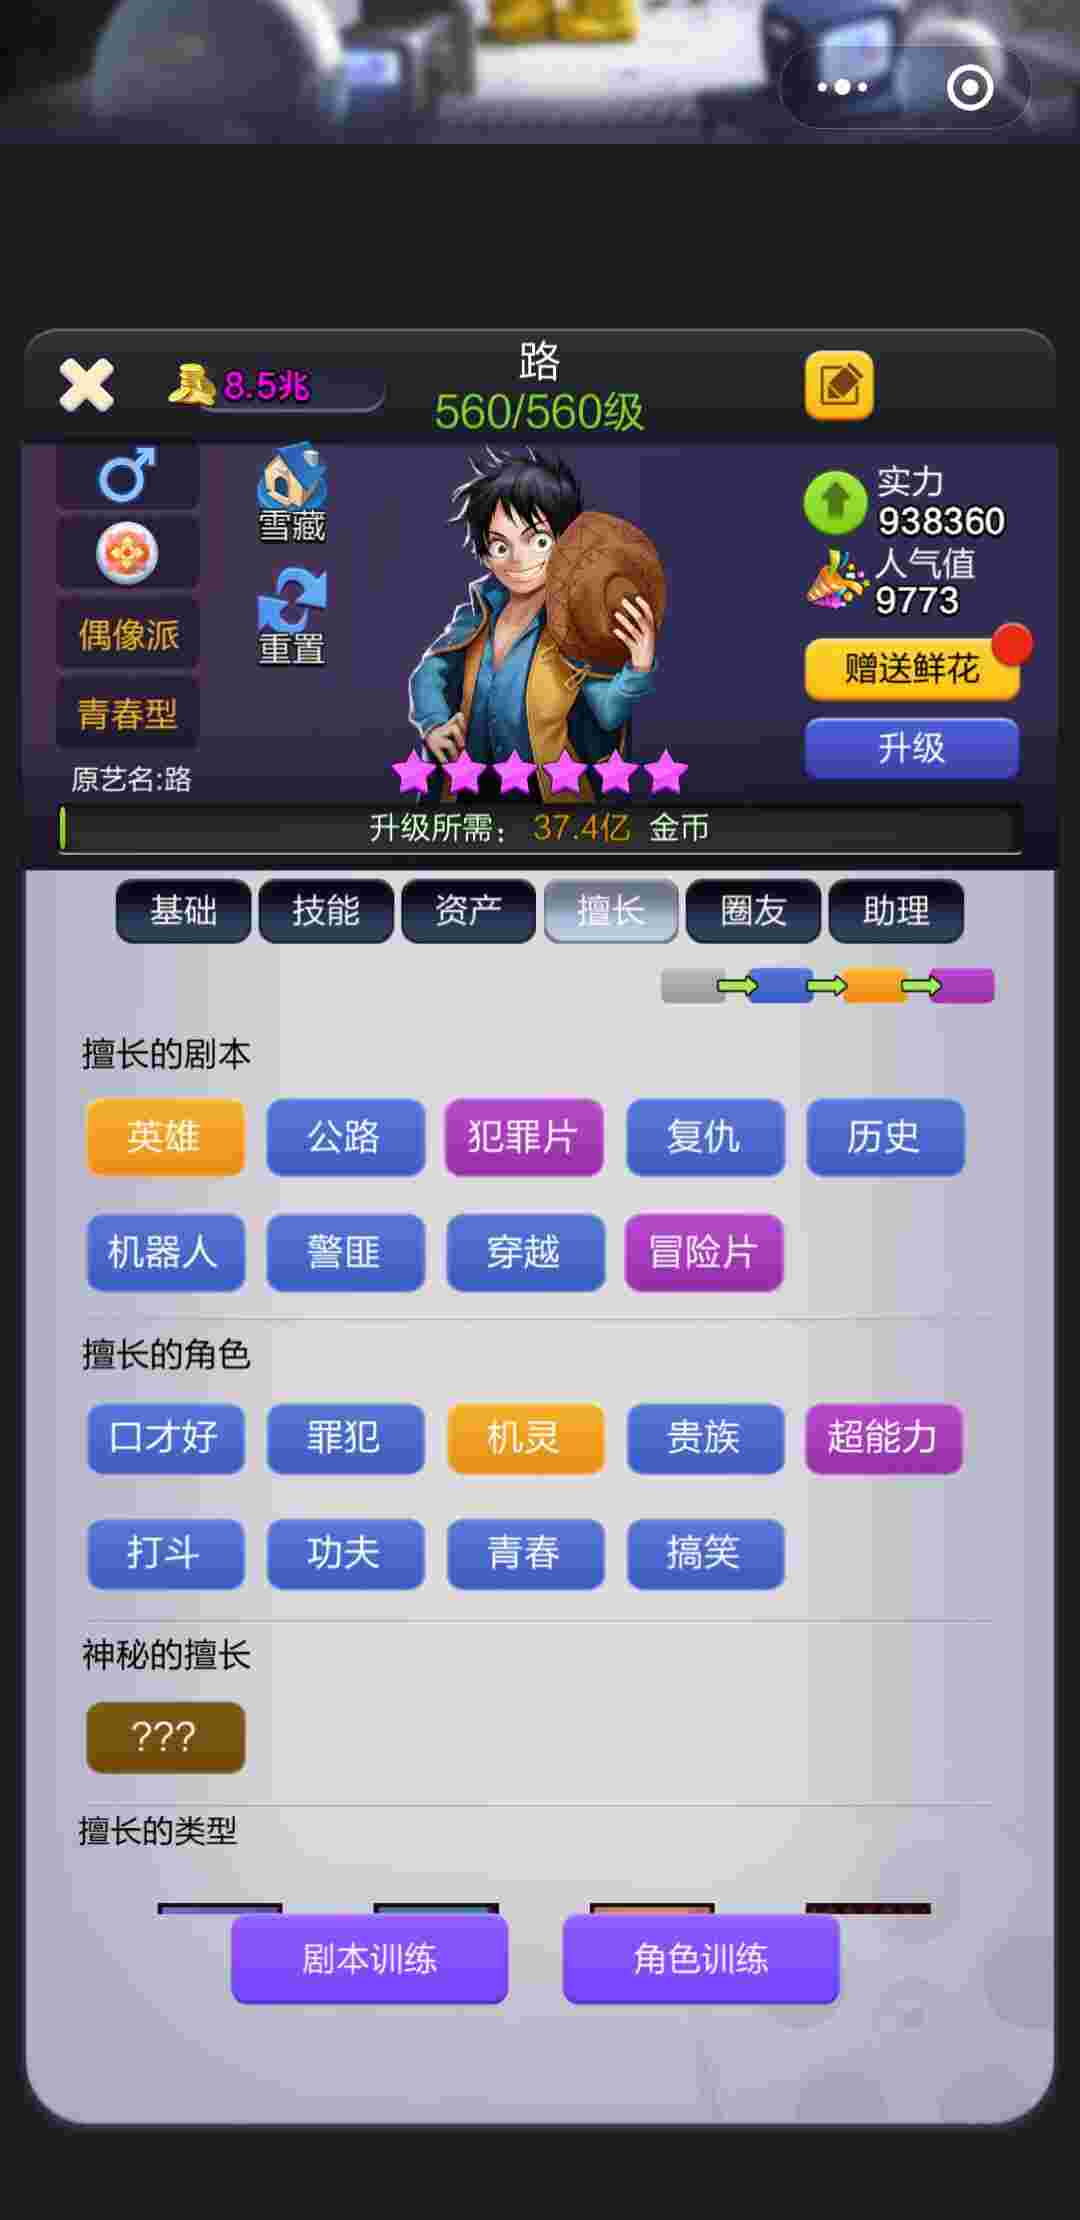 路
8.5兆
560/560级
雪藏
重置
偶像派
青春型
原艺名:路
实力
938360
人气值
9773
赠送鲜花
升级
升级所需： 37.4亿 金币
基础 技能 资产 擅长 圈友 助理
擅长的剧本
英雄 公路 犯罪片 复仇 历史
机器人 警匪 穿越 冒险片
擅长的角色
口才好 罪犯 机灵 贵族 超能力
打斗 功夫 青春 搞笑
神秘的擅长
???
擅长的类型
剧本训练 角色训练